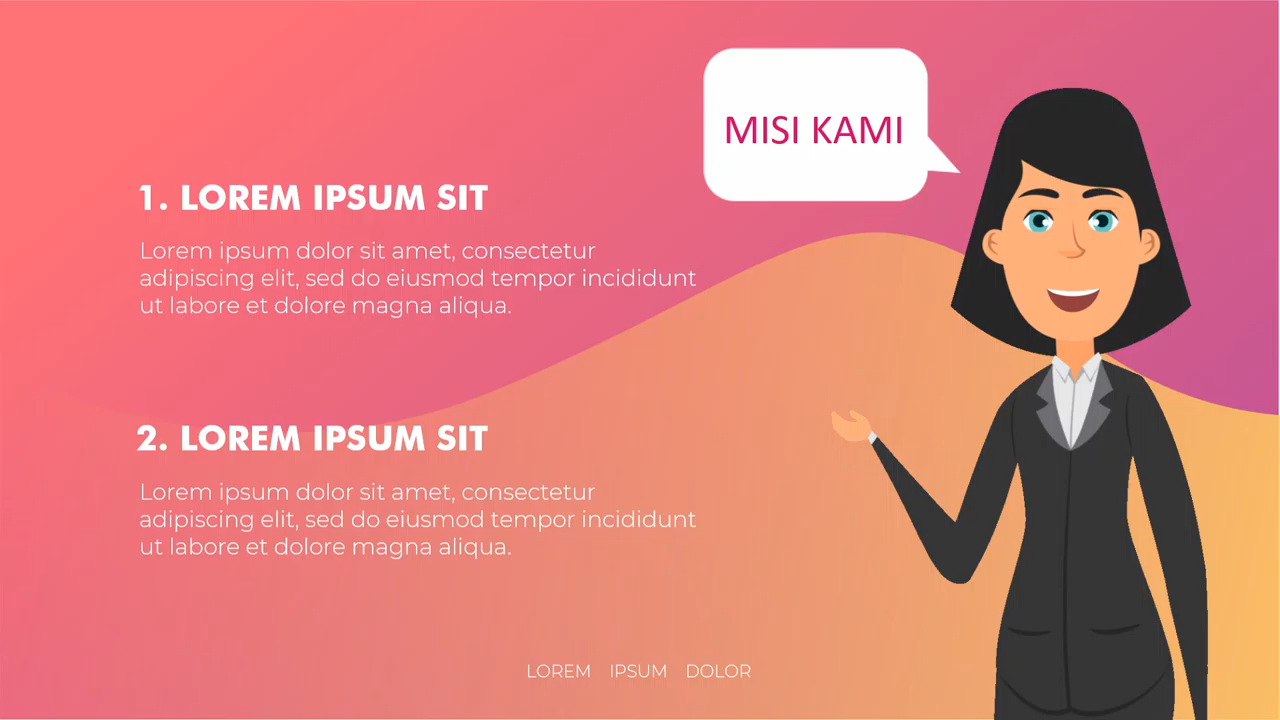 MISI KAMI
1. LOREM IPSUM SIT
Lorem ipsum dolor sit amet, consectetur
adipiscing elit, sed do eiusmod tempor incididunt
ut labore et dolore magna aliqua.
2. LOREM IPSUM SIT
Lorem ipsum dolor sit amet, consectetur
adipiscing elit, sed do eiusmod tempor incididunt
ut labore et dolore magna aliqua.
LOREM IPSUM DOLOR